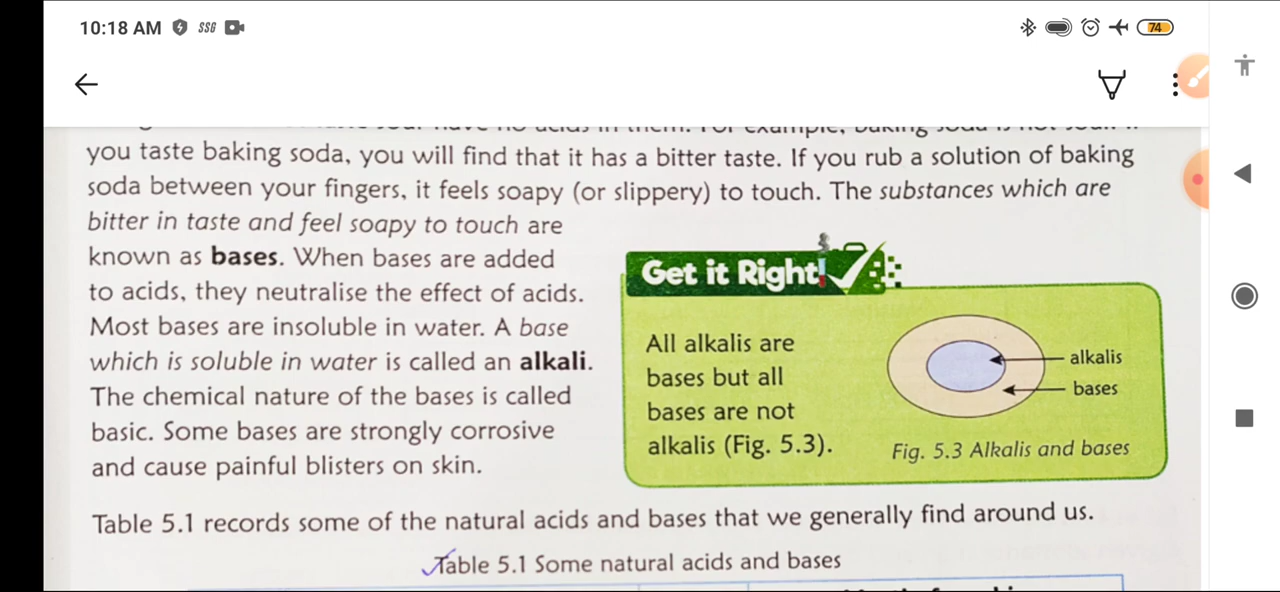 10:18 AM SSG
74
you taste baking soda, you will find that it has a bitter taste. If you rub a solution of baking
soda between your fingers, it feels soapy (or slippery) to touch. The substances which are
bitter in taste and feel soapy to touch are
known as bases. When bases are added
to acids, they neutralise the effect of acids.
Most bases are insoluble in water. A base
which is soluble in water is called an alkali.
The chemical nature of the bases is called
basic. Some bases are strongly corrosive
and cause painful blisters on skin.
Get it Right!
All alkalis are
bases but all
bases are not
alkalis (Fig. 5.3).
alkalis
bases
Fig. 5.3 Alkalis and bases
Table 5.1 records some of the natural acids and bases that we generally find around us.
Table 5.1 Some natural acids and bases